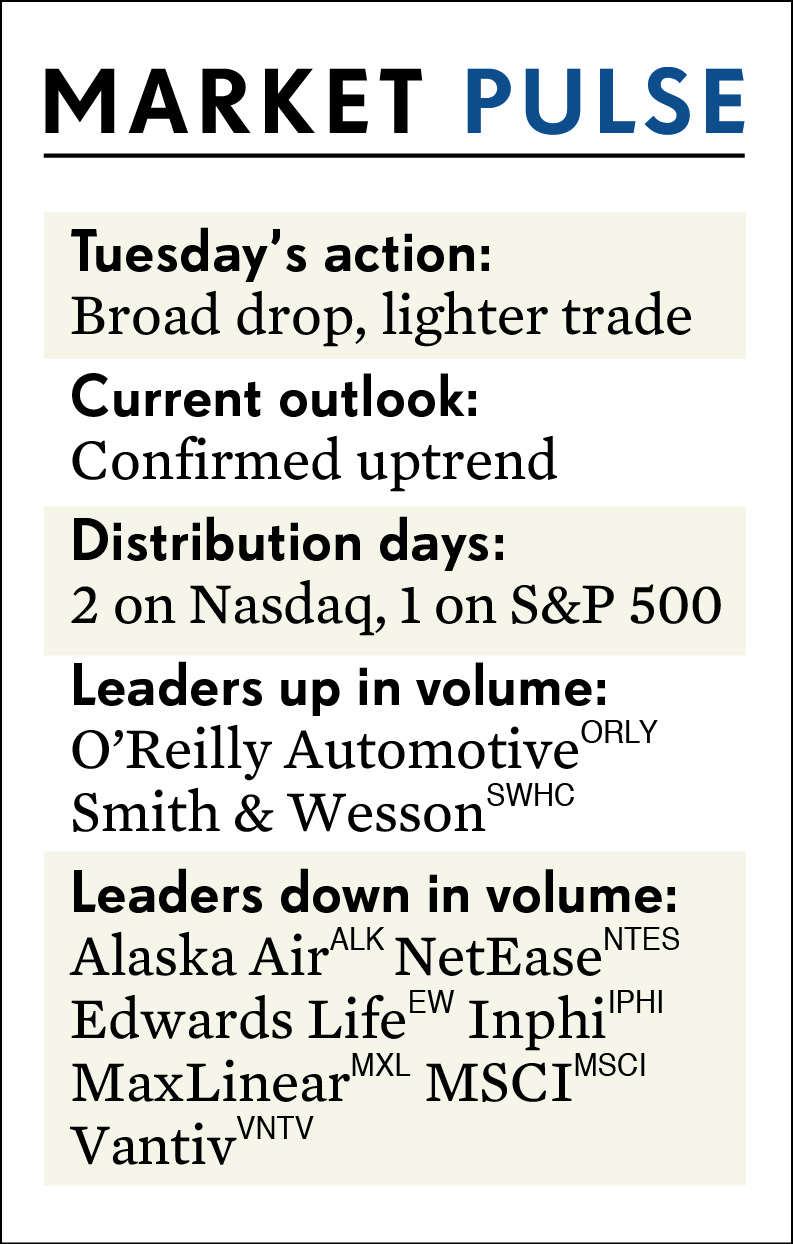 MARKET PULSE
Tuesday’s action:
Broad drop, lighter trade
Current outlook:
Confirmed uptrend
Distribution days:
2 on Nasdaq, 1 on S&P 500
Leaders up in volume:
O’Reilly Automotive ORLY
Smith & Wesson SWHC
Leaders down in volume:
Alaska Air ALK NetEase NTES
Edwards Life EW Inphi IPHI
MaxLinear MXL MSCI MSCI
Vantiv VNTV